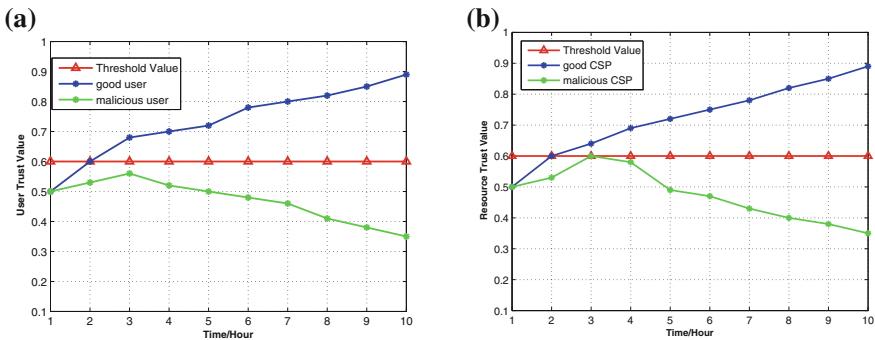 (a)
1
0.9
0.8
0.7
0.6
0.5
0.4
0.3
0.2
0.1
User Trust Value
Threshold Value
good user
malicious user
1 2 3 4 5 6 7 8 9 10
Time/Hour
(b)
1
0.9
0.8
0.7
0.6
0.5
0.4
0.3
0.2
0.1
Resource Trust Value
Threshold Value
good CSP
malicious CSP
1 2 3 4 5 6 7 8 9 10
Time/Hour